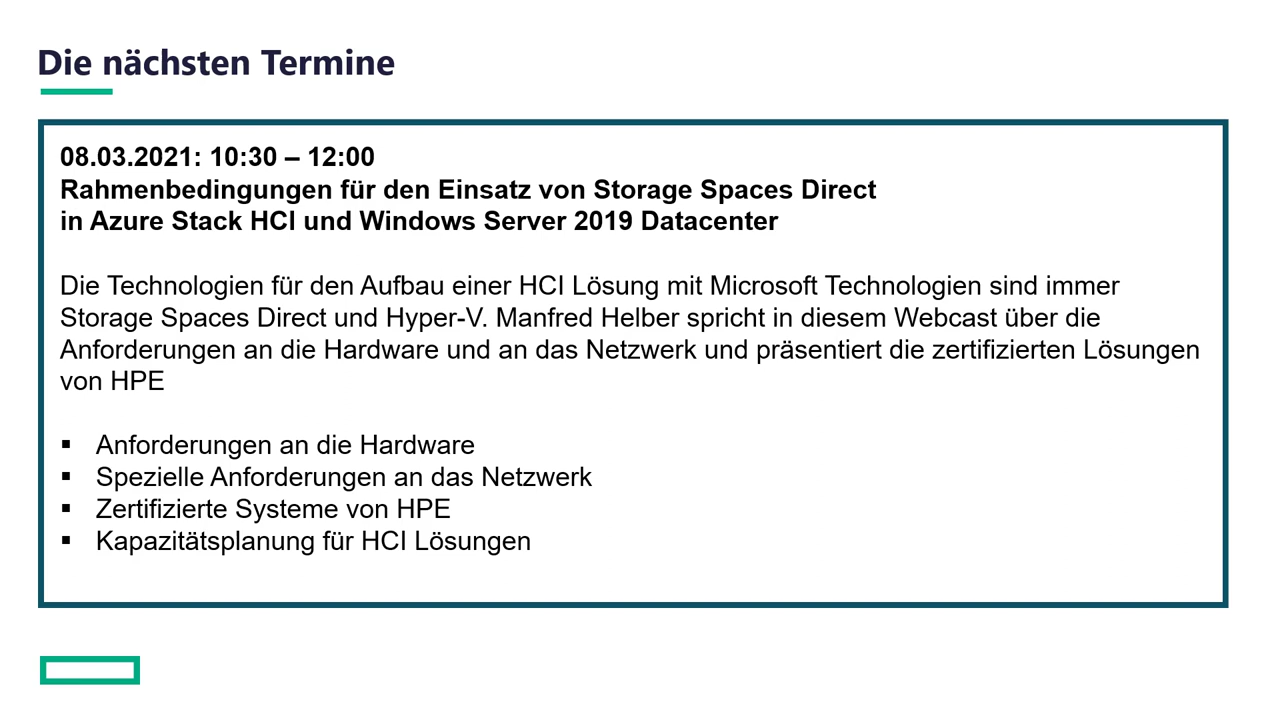 Die nächsten Termine
08.03.2021: 10:30 – 12:00
Rahmenbedingungen für den Einsatz von Storage Spaces Direct
in Azure Stack HCI und Windows Server 2019 Datacenter
Die Technologien für den Aufbau einer HCI Lösung mit Microsoft Technologien sind immer
Storage Spaces Direct und Hyper-V. Manfred Helber spricht in diesem Webcast über die
Anforderungen an die Hardware und an das Netzwerk und präsentiert die zertifizierten Lösungen
von HPE
▪ Anforderungen an die Hardware
▪ Spezielle Anforderungen an das Netzwerk
▪ Zertifizierte Systeme von HPE
▪ Kapazitätsplanung für HCI Lösungen